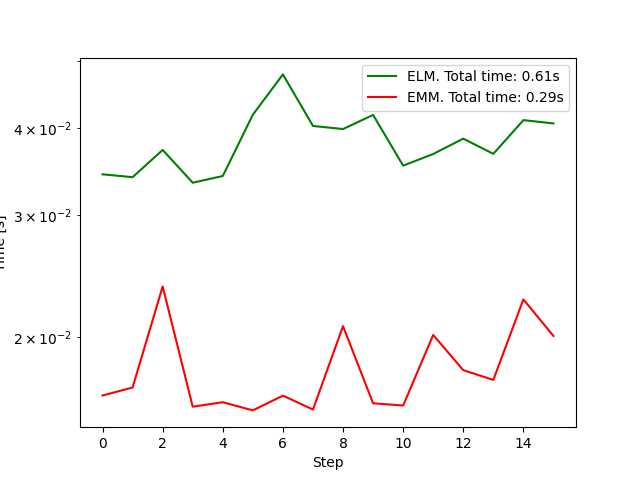 ELM. Total time: 0.61s
EMM. Total time: 0.29s
4 × 10⁻²
3 × 10⁻²
2 × 10⁻²
Time [s]
0 2 4 6 8 10 12 14
Step